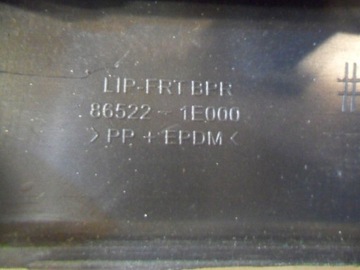 LIP-FRT BPR
86522 - 1E000
>PP + EPDM<
#